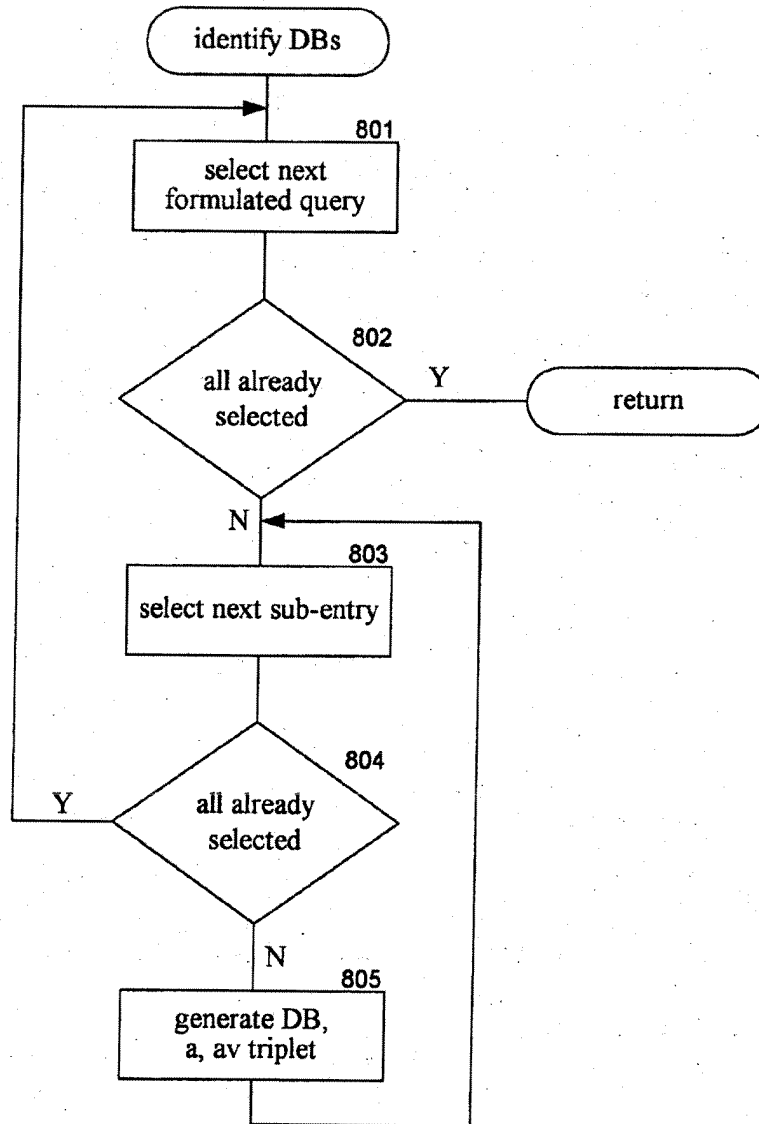 identify DBs
801
select next
formulated query
802
all already
selected
Y
return
N
803
select next sub-entry
804
all already
selected
Y
N
805
generate DB,
a, av triplet